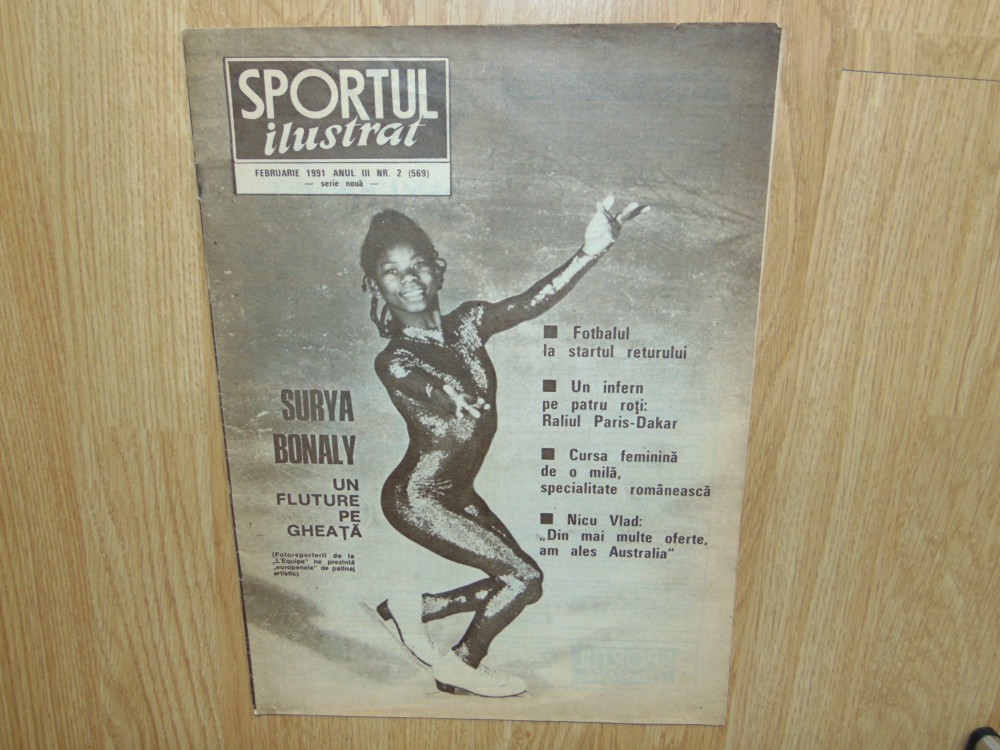 SPORTUL
ilustrat
FEBRUARIE 1991 ANUL III NR. 2 (569)
— serie nouă —
SURYA
BONALY
UN
FLUTURE
PE
GHEAŢĂ
(Fotoreporterii de la
„L'Equipe" ne prezintă
„europenele" de patinaj
artistic)
■ Fotbalul
la startul returului
■ Un infern
pe patru roţi:
Raliul Paris-Dakar
■ Cursa feminină
de o milă,
specialitate românească
■ Nicu Vlad:
„Din mai multe oferte,
am ales Australia"